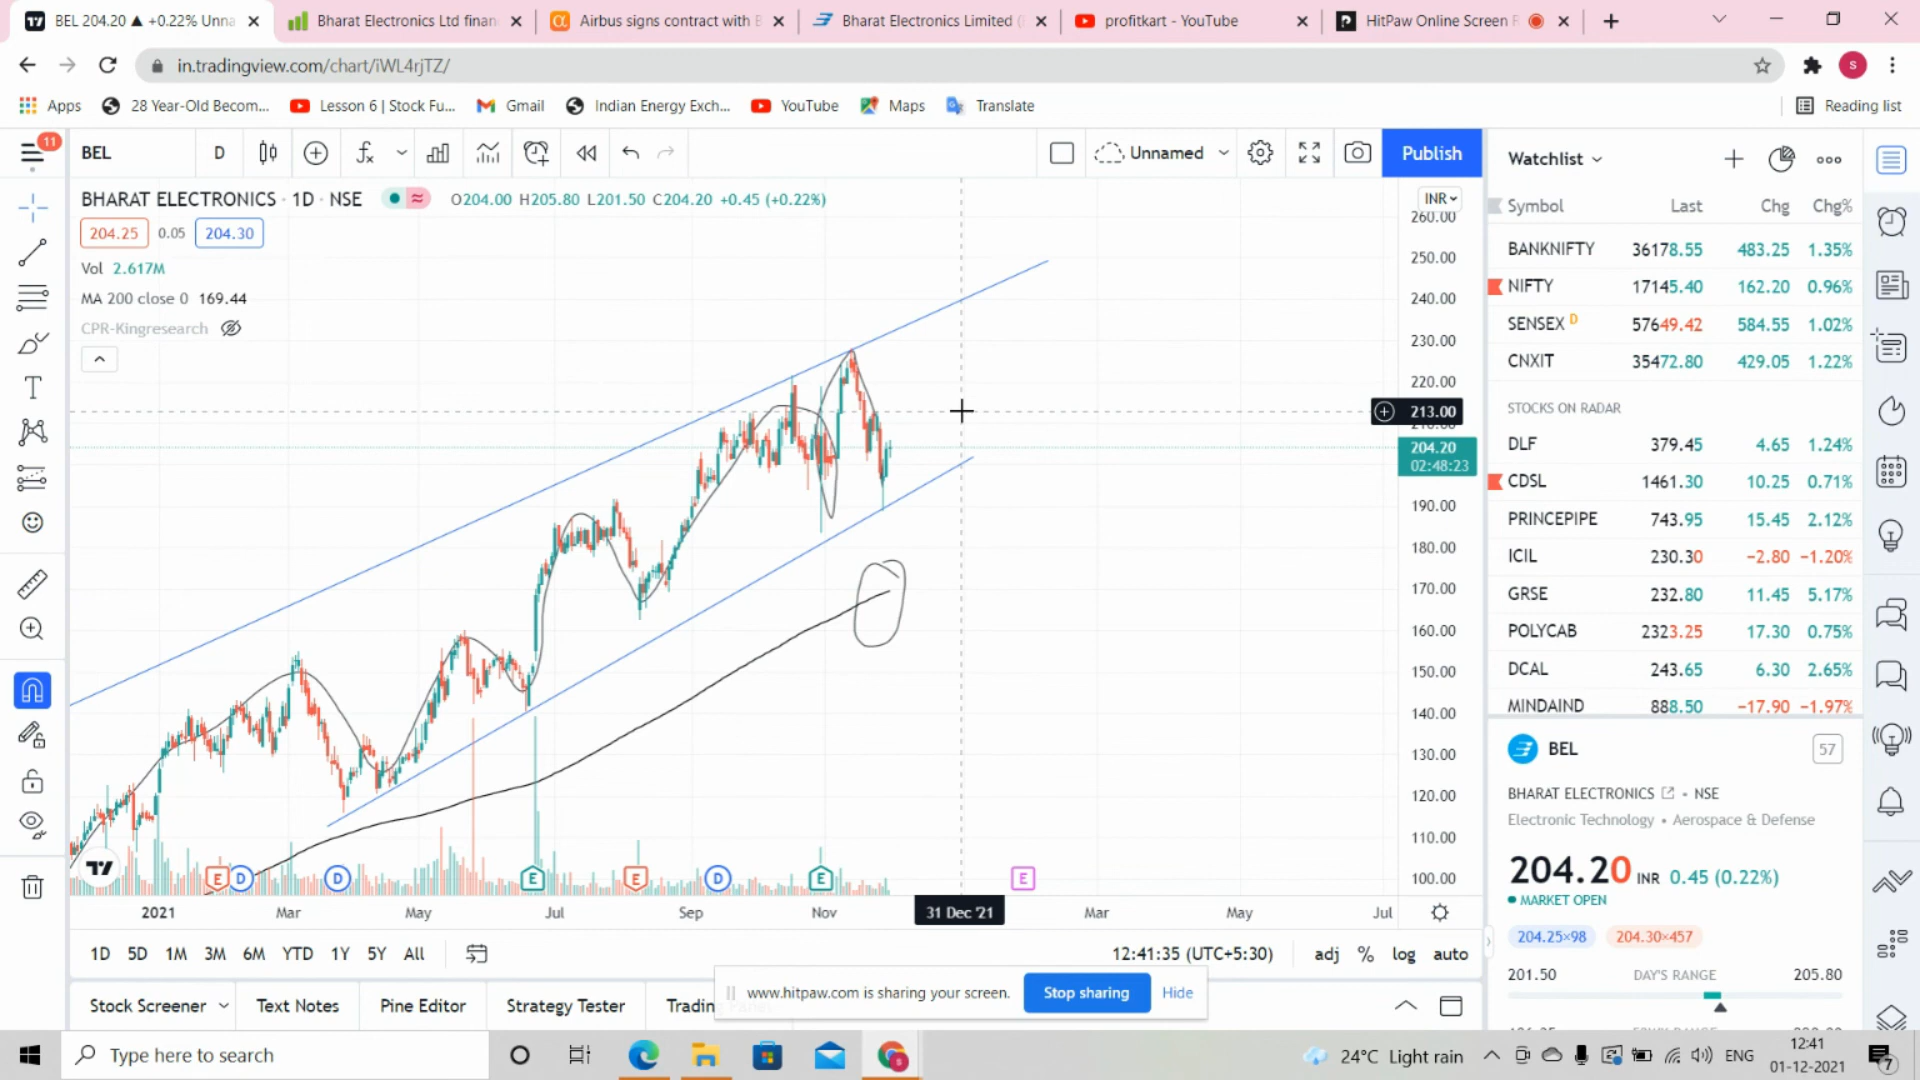 BEL 204.20 ▲ +0.22% Unna
Bharat Electronics Ltd finan
Airbus signs contract with B
Bharat Electronics Limited (
profitkart - YouTube
HitPaw Online Screen R
in.tradingview.com/chart/iWL4rjTZ/
S
Apps
28 Year-Old Becom...
Lesson 6 | Stock Fu...
Gmail
Indian Energy Exch...
YouTube
Maps
Translate
Reading list
11
BEL
D
Unnamed
Publish
BHARAT ELECTRONICS · 1D · NSE
O204.00 H205.80 L201.50 C204.20 +0.45 (+0.22%)
204.25
0.05
204.30
Vol 2.617M
MA 200 close 0 169.44
CPR-Kingresearch
INR
260.00
250.00
240.00
230.00
220.00
213.00
210.00
204.20
02:48:23
190.00
180.00
170.00
160.00
150.00
140.00
130.00
120.00
110.00
100.00
E D D E E D E E
2021 Mar May Jul Sep Nov 31 Dec '21 Mar May Jul
1D 5D 1M 3M 6M YTD 1Y 5Y All
12:41:35 (UTC+5:30) adj % log auto
Stock Screener
Text Notes
Pine Editor
Strategy Tester
www.hitpaw.com is sharing your screen.
Stop sharing
Hide
Watchlist
Symbol Last Chg Chg%
BANKNIFTY 36178.55 483.25 1.35%
NIFTY 17145.40 162.20 0.96%
SENSEX D 57649.42 584.55 1.02%
CNXIT 35472.80 429.05 1.22%
STOCKS ON RADAR
DLF 379.45 4.65 1.24%
CDSL 1461.30 10.25 0.71%
PRINCEPIPE 743.95 15.45 2.12%
ICIL 230.30 −2.80 −1.20%
GRSE 232.80 11.45 5.17%
POLYCAB 2323.25 17.30 0.75%
DCAL 243.65 6.30 2.65%
MINDAIND 888.50 −17.90 −1.97%
BEL
57
BHARAT ELECTRONICS • NSE
Electronic Technology • Aerospace & Defense
204.20 INR 0.45 (0.22%)
MARKET OPEN
204.25×98
204.30×457
201.50 DAY'S RANGE 205.80
Type here to search
24°C Light rain
ENG
12:41
01-12-2021
7